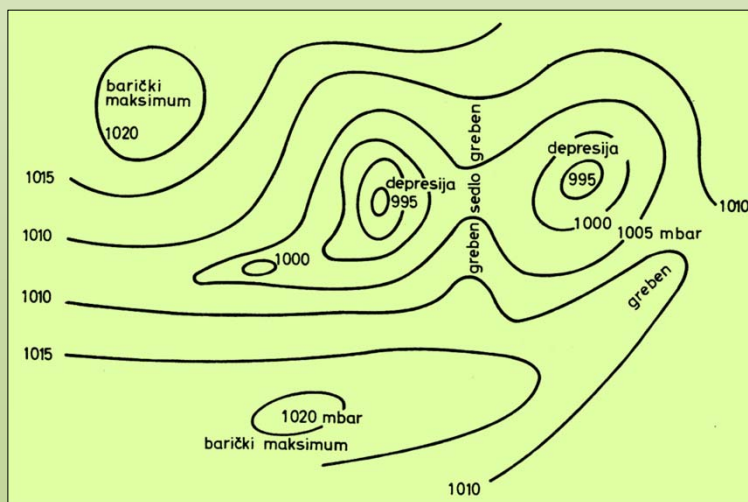 barički
maksimum
1020
1015
1010
1010
1015
depresija
995
1000
greben
sedlo
greben
depresija
995
1000
1005 mbar
1010
greben
1020 mbar
barički maksimum
1010